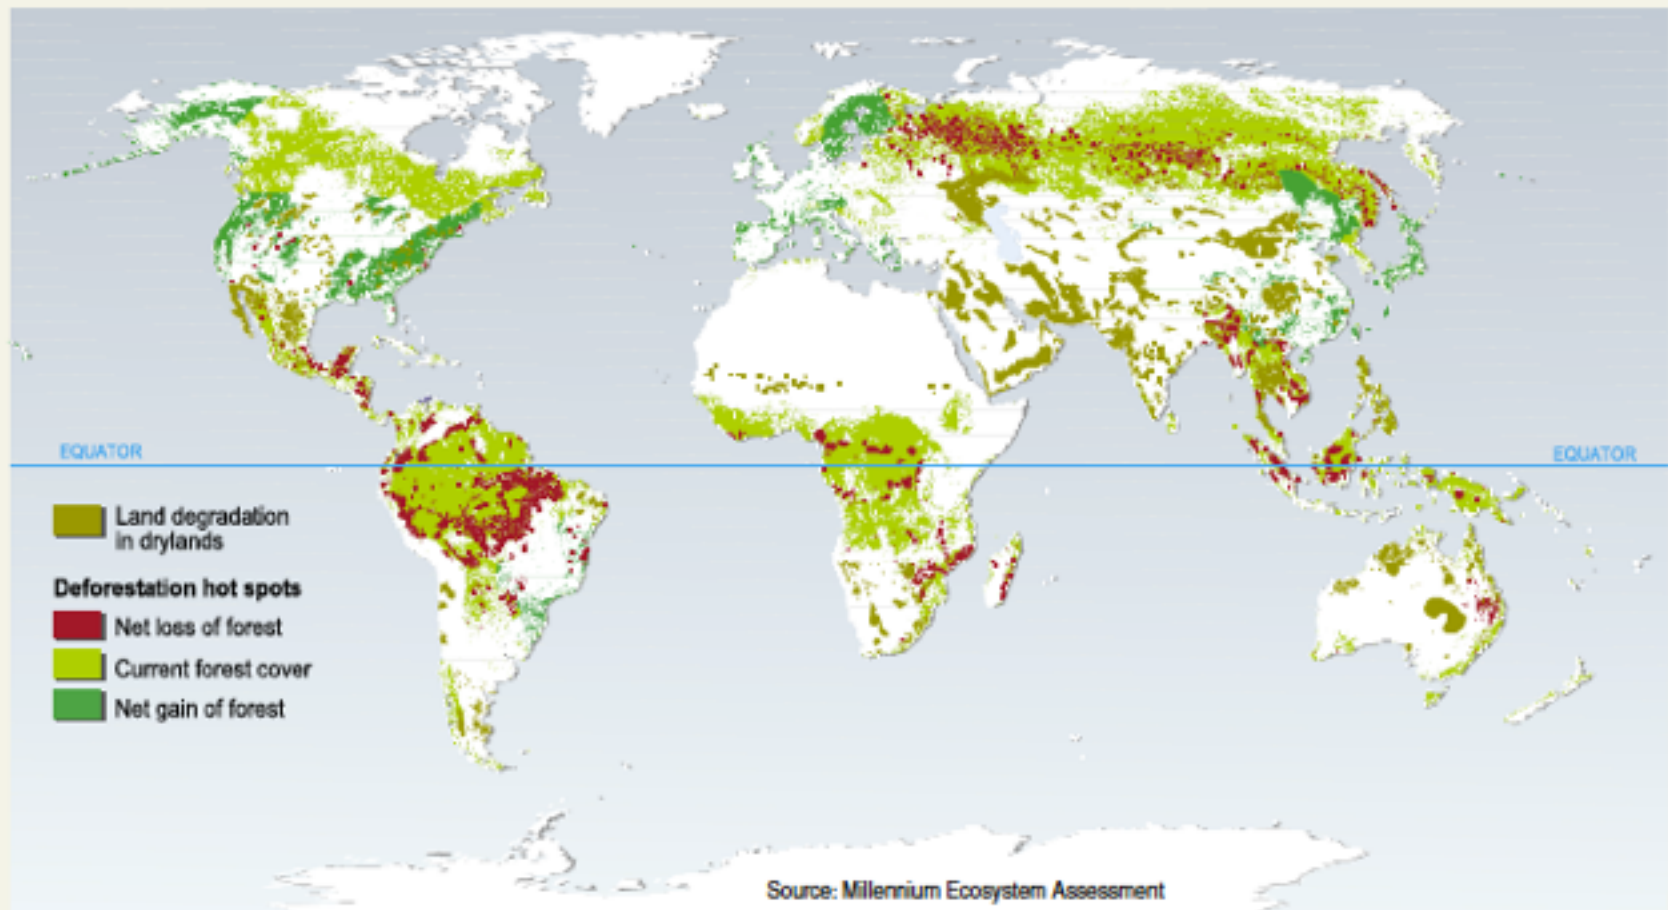 EQUATOR
EQUATOR
Land degradation
in drylands
Deforestation hot spots
Net loss of forest
Current forest cover
Net gain of forest
Source: Millennium Ecosystem Assessment